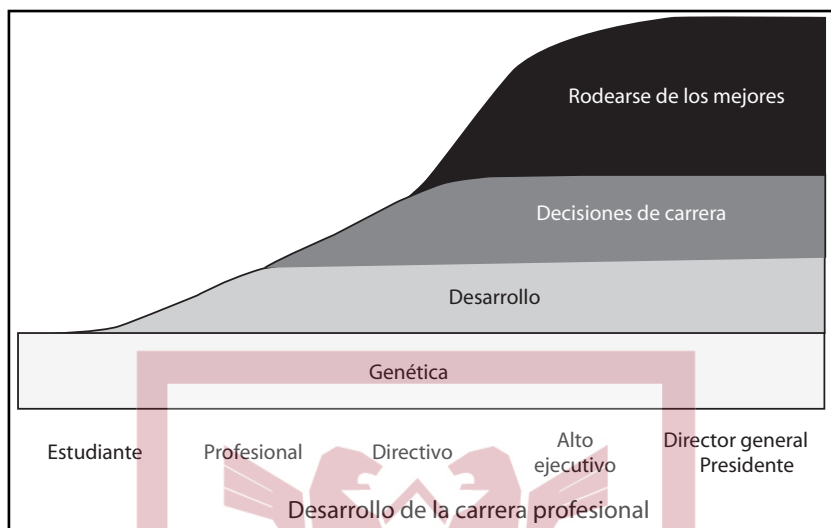 Rodearse de los mejores
Decisiones de carrera
Desarrollo
Genética
Estudiante
Profesional
Directivo
Alto
ejecutivo
Director general
Presidente
Desarrollo de la carrera profesional